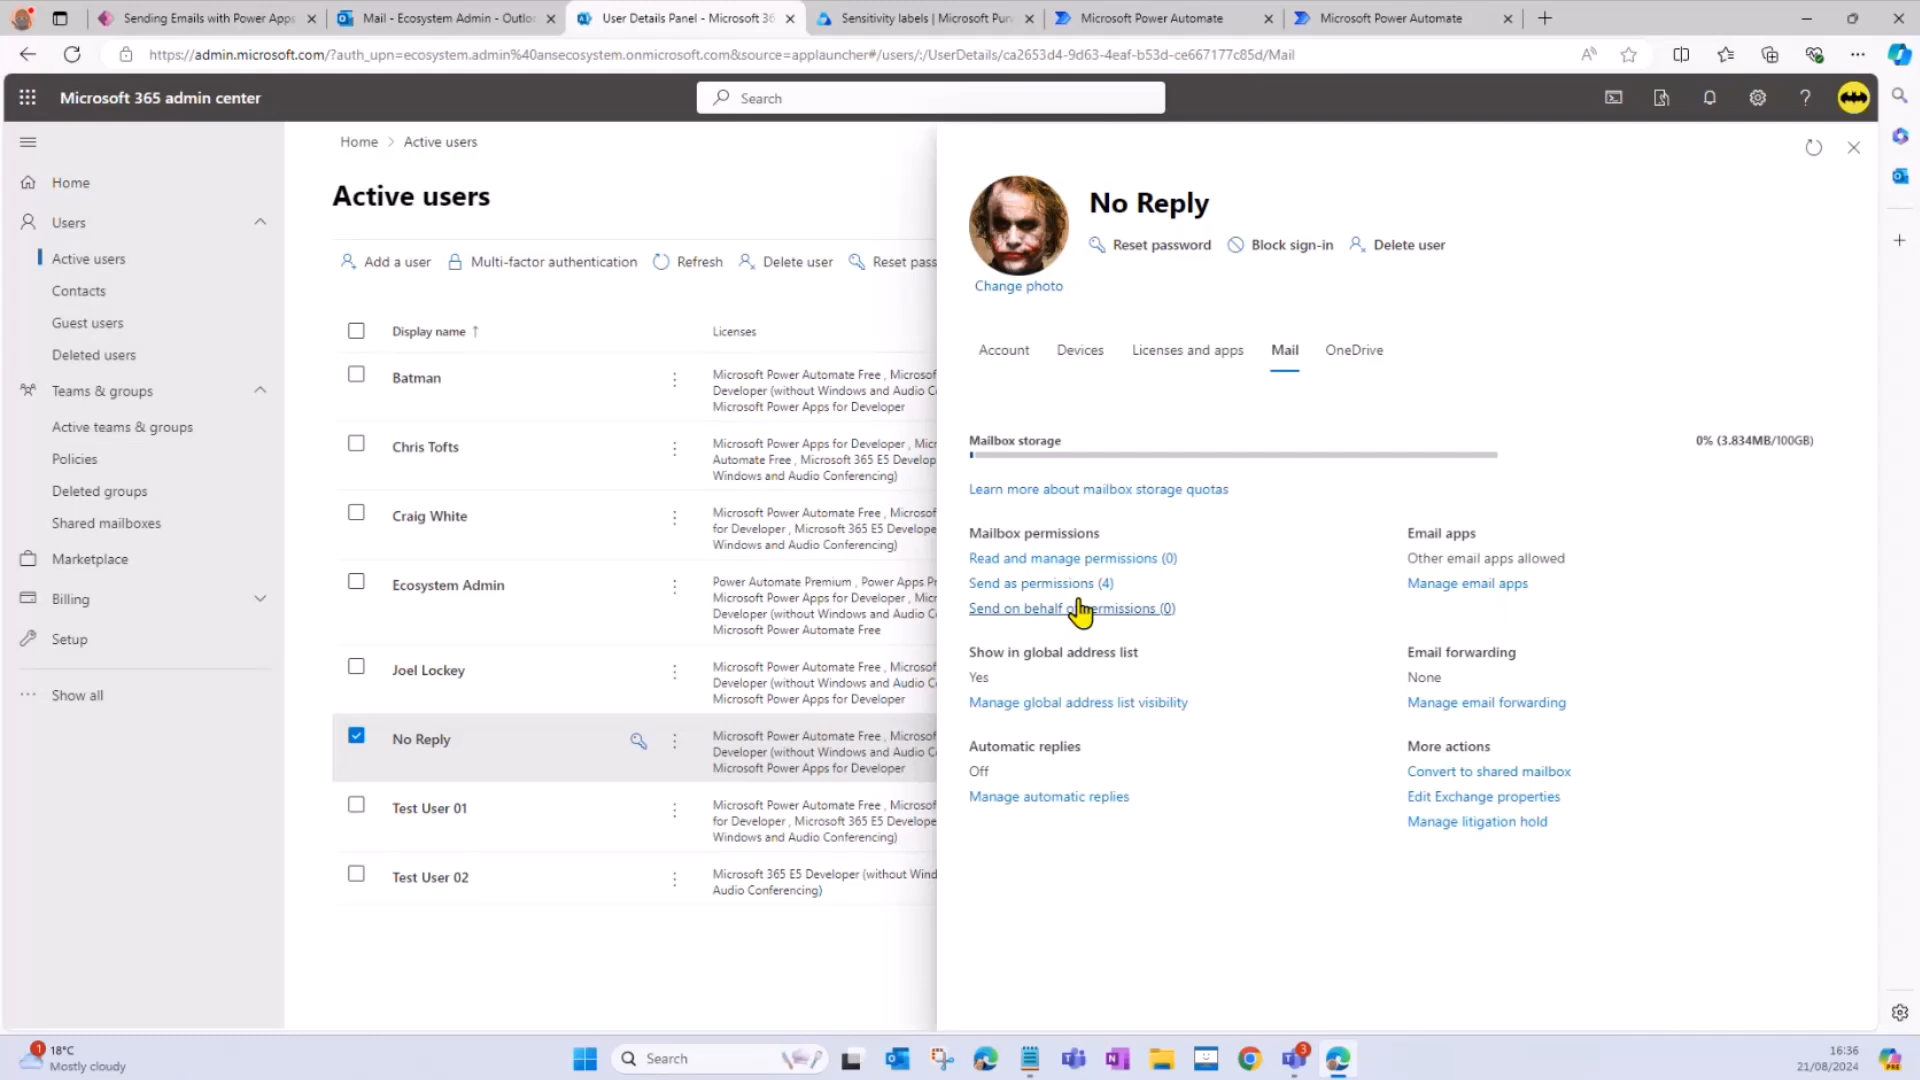 Sending Emails with Power Apps
Mail - Ecosystem Admin - Outlo
User Details Panel - Microsoft 36
Sensitivity labels | Microsoft Pur
Microsoft Power Automate
Microsoft Power Automate
https://admin.microsoft.com/?auth_upn=ecosystem.admin%40ansecosystem.onmicrosoft.com&source=applauncher#/users/:/UserDetails/ca2653d4-9d63-4eaf-b53d-ce667177c85d/Mail
Microsoft 365 admin center
Search
Home
Users
Active users
Contacts
Guest users
Deleted users
Teams & groups
Active teams & groups
Policies
Deleted groups
Shared mailboxes
Marketplace
Billing
Setup
Show all
Home > Active users
Active users
Add a user
Multi-factor authentication
Refresh
Delete user
Reset pass
Display name ↑
Licenses
Batman
Microsoft Power Automate Free , Microsof
Developer (without Windows and Audio C
Microsoft Power Apps for Developer
Chris Tofts
Microsoft Power Apps for Developer , Micr
Automate Free , Microsoft 365 E5 Develop
Windows and Audio Conferencing)
Craig White
Microsoft Power Automate Free , Microsof
for Developer , Microsoft 365 E5 Develope
Windows and Audio Conferencing)
Ecosystem Admin
Power Automate Premium , Power Apps Pr
Microsoft Power Apps for Developer , Micr
Developer (without Windows and Audio C
Microsoft Power Automate Free
Joel Lockey
Microsoft Power Automate Free , Microsof
Developer (without Windows and Audio C
Microsoft Power Apps for Developer
No Reply
Microsoft Power Automate Free , Microsof
Developer (without Windows and Audio C
Microsoft Power Apps for Developer
Test User 01
Microsoft Power Automate Free , Microsof
for Developer , Microsoft 365 E5 Develope
Windows and Audio Conferencing)
Test User 02
Microsoft 365 E5 Developer (without Wind
Audio Conferencing)
No Reply
Reset password
Block sign-in
Delete user
Change photo
Account
Devices
Licenses and apps
Mail
OneDrive
Mailbox storage
0% (3.834MB/100GB)
Learn more about mailbox storage quotas
Mailbox permissions
Read and manage permissions (0)
Send as permissions (4)
Send on behalf of permissions (0)
Email apps
Other email apps allowed
Manage email apps
Show in global address list
Yes
Manage global address list visibility
Email forwarding
None
Manage email forwarding
Automatic replies
Off
Manage automatic replies
More actions
Convert to shared mailbox
Edit Exchange properties
Manage litigation hold
1
18°C
Mostly cloudy
Search
3
16:36
21/08/2024
PRE